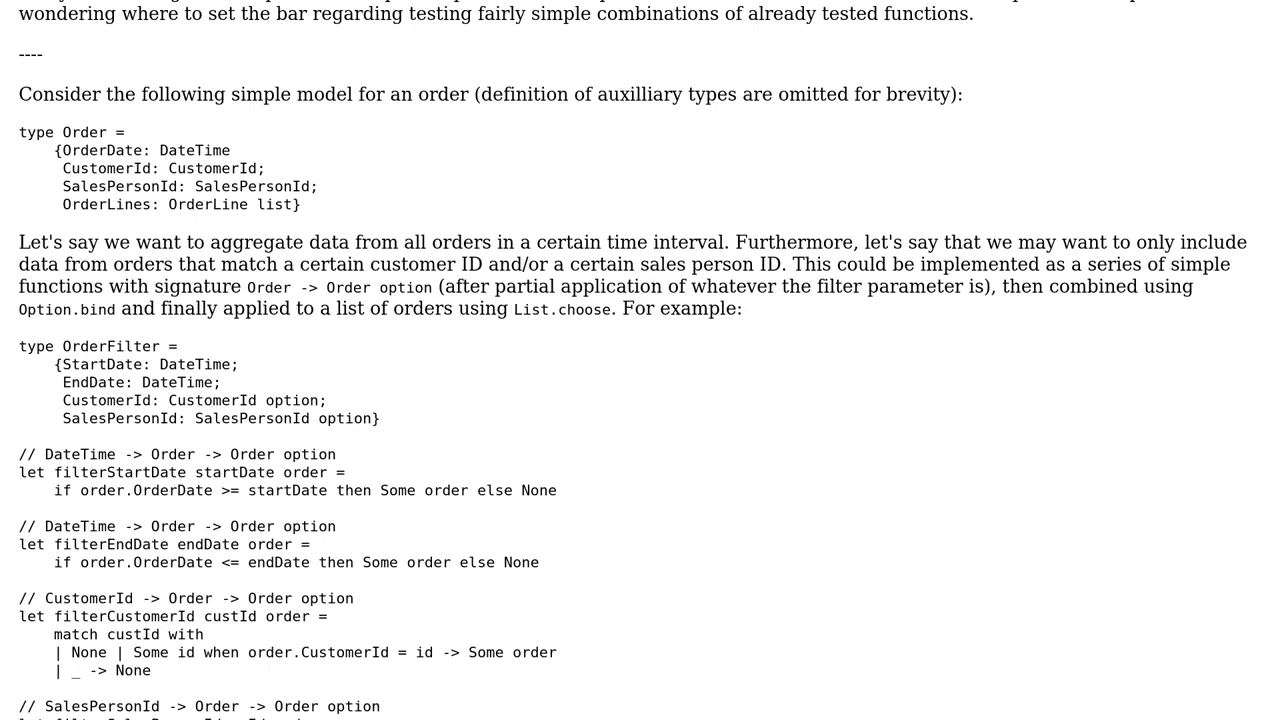 wondering where to set the bar regarding testing fairly simple combinations of already tested functions.
----
Consider the following simple model for an order (definition of auxilliary types are omitted for brevity):
type Order =
    {OrderDate: DateTime
     CustomerId: CustomerId;
     SalesPersonId: SalesPersonId;
     OrderLines: OrderLine list}
Let's say we want to aggregate data from all orders in a certain time interval. Furthermore, let's say that we may want to only include
data from orders that match a certain customer ID and/or a certain sales person ID. This could be implemented as a series of simple
functions with signature Order -> Order option (after partial application of whatever the filter parameter is), then combined using
Option.bind and finally applied to a list of orders using List.choose. For example:
type OrderFilter =
    {StartDate: DateTime;
     EndDate: DateTime;
     CustomerId: CustomerId option;
     SalesPersonId: SalesPersonId option}
// DateTime -> Order -> Order option
let filterStartDate startDate order =
    if order.OrderDate >= startDate then Some order else None
// DateTime -> Order -> Order option
let filterEndDate endDate order =
    if order.OrderDate <= endDate then Some order else None
// CustomerId -> Order -> Order option
let filterCustomerId custId order =
    match custId with
    | None | Some id when order.CustomerId = id -> Some order
    | _ -> None
// SalesPersonId -> Order -> Order option